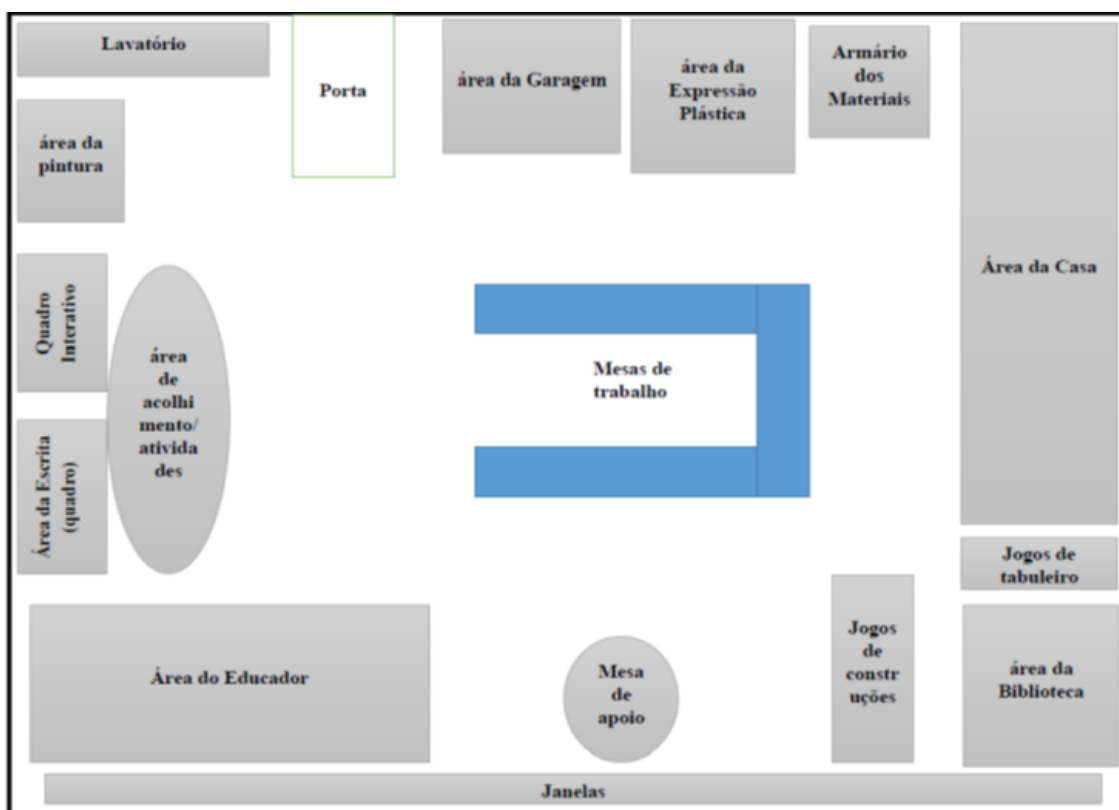 Lavatório
Porta
área da Garagem
área da
Expressão
Plástica
Armário
dos
Materiais
área da
pintura
Quadro
Interativo
área
de
acolhi
mento/
ativida
des
Mesas de
trabalho
Área da Casa
Área da Escrita
(quadro)
Jogos de
tabuleiro
Área do Educador
Mesa
de
apoio
Jogos
de
constr
uções
área da
Biblioteca
Janelas